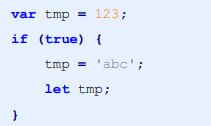 var tmp = 123;
if (true) {
    tmp = 'abc';
    let tmp;
}